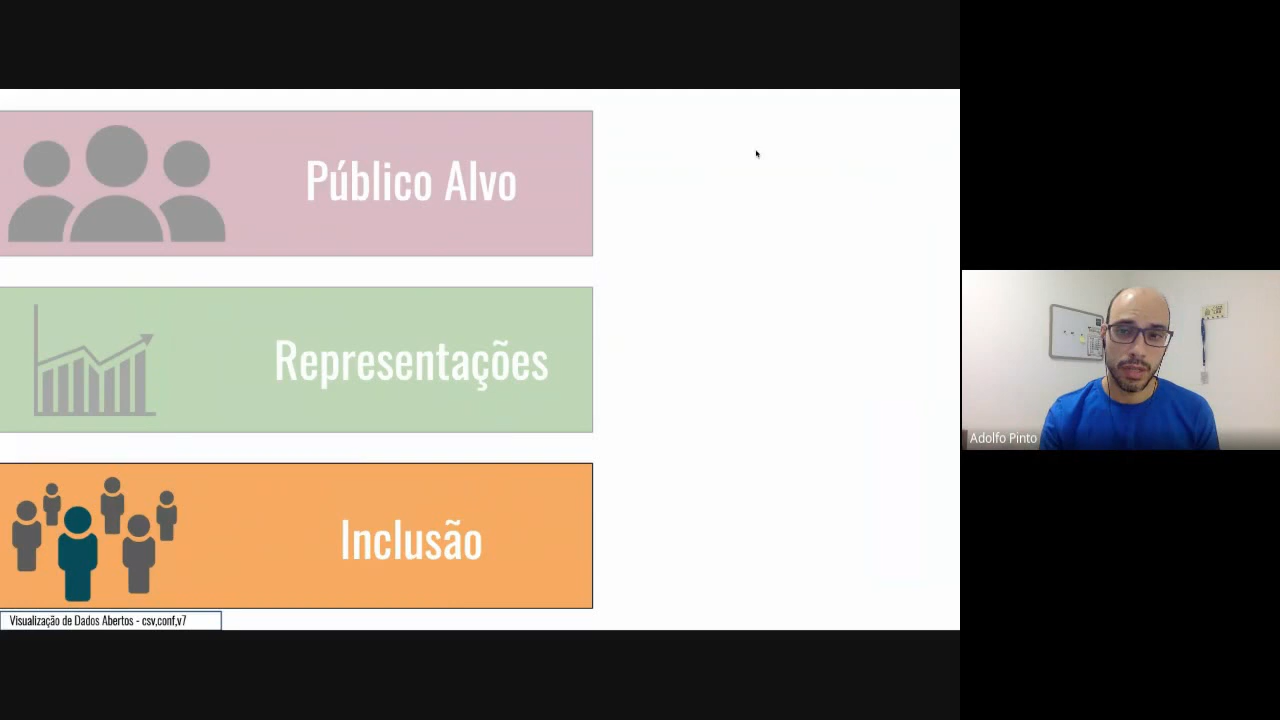 Público Alvo
Representações
Inclusão
Visualização de Dados Abertos - csv,conf,v7
Adolfo Pinto